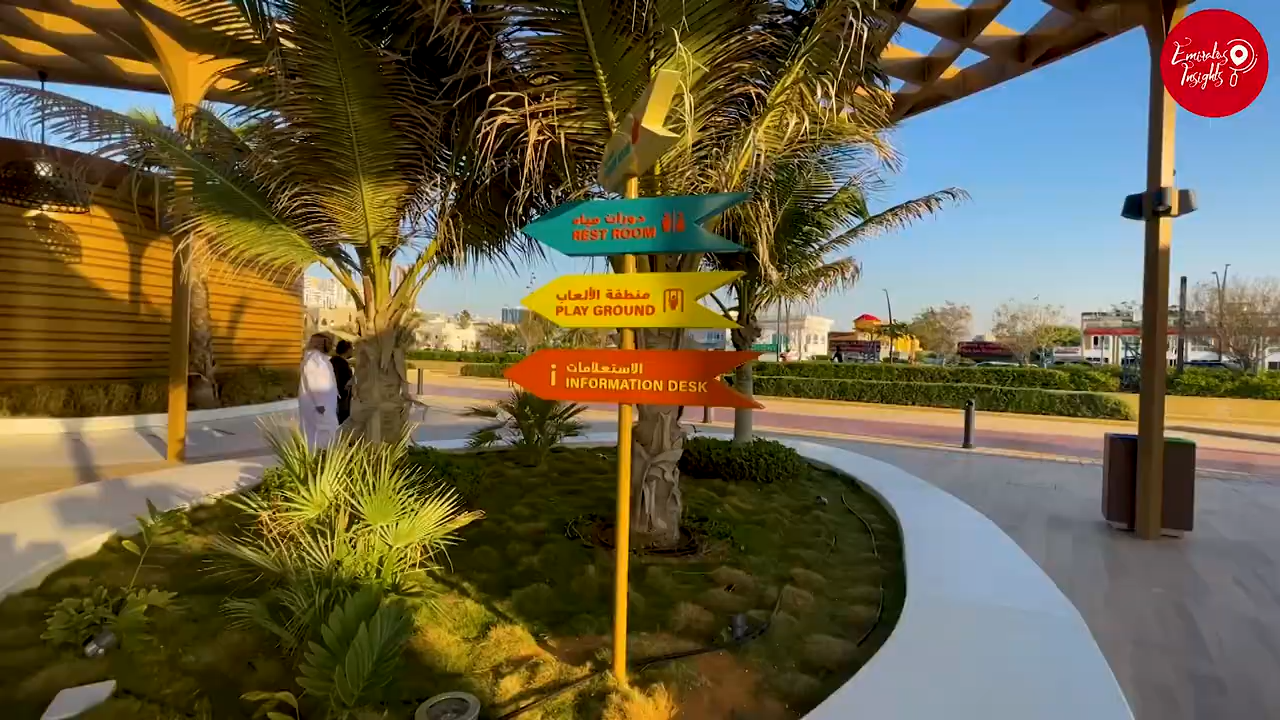 Emirates
Insights
دورات مياه
REST ROOM
منطقة الألعاب
PLAY GROUND
الاستعلامات
i INFORMATION DESK